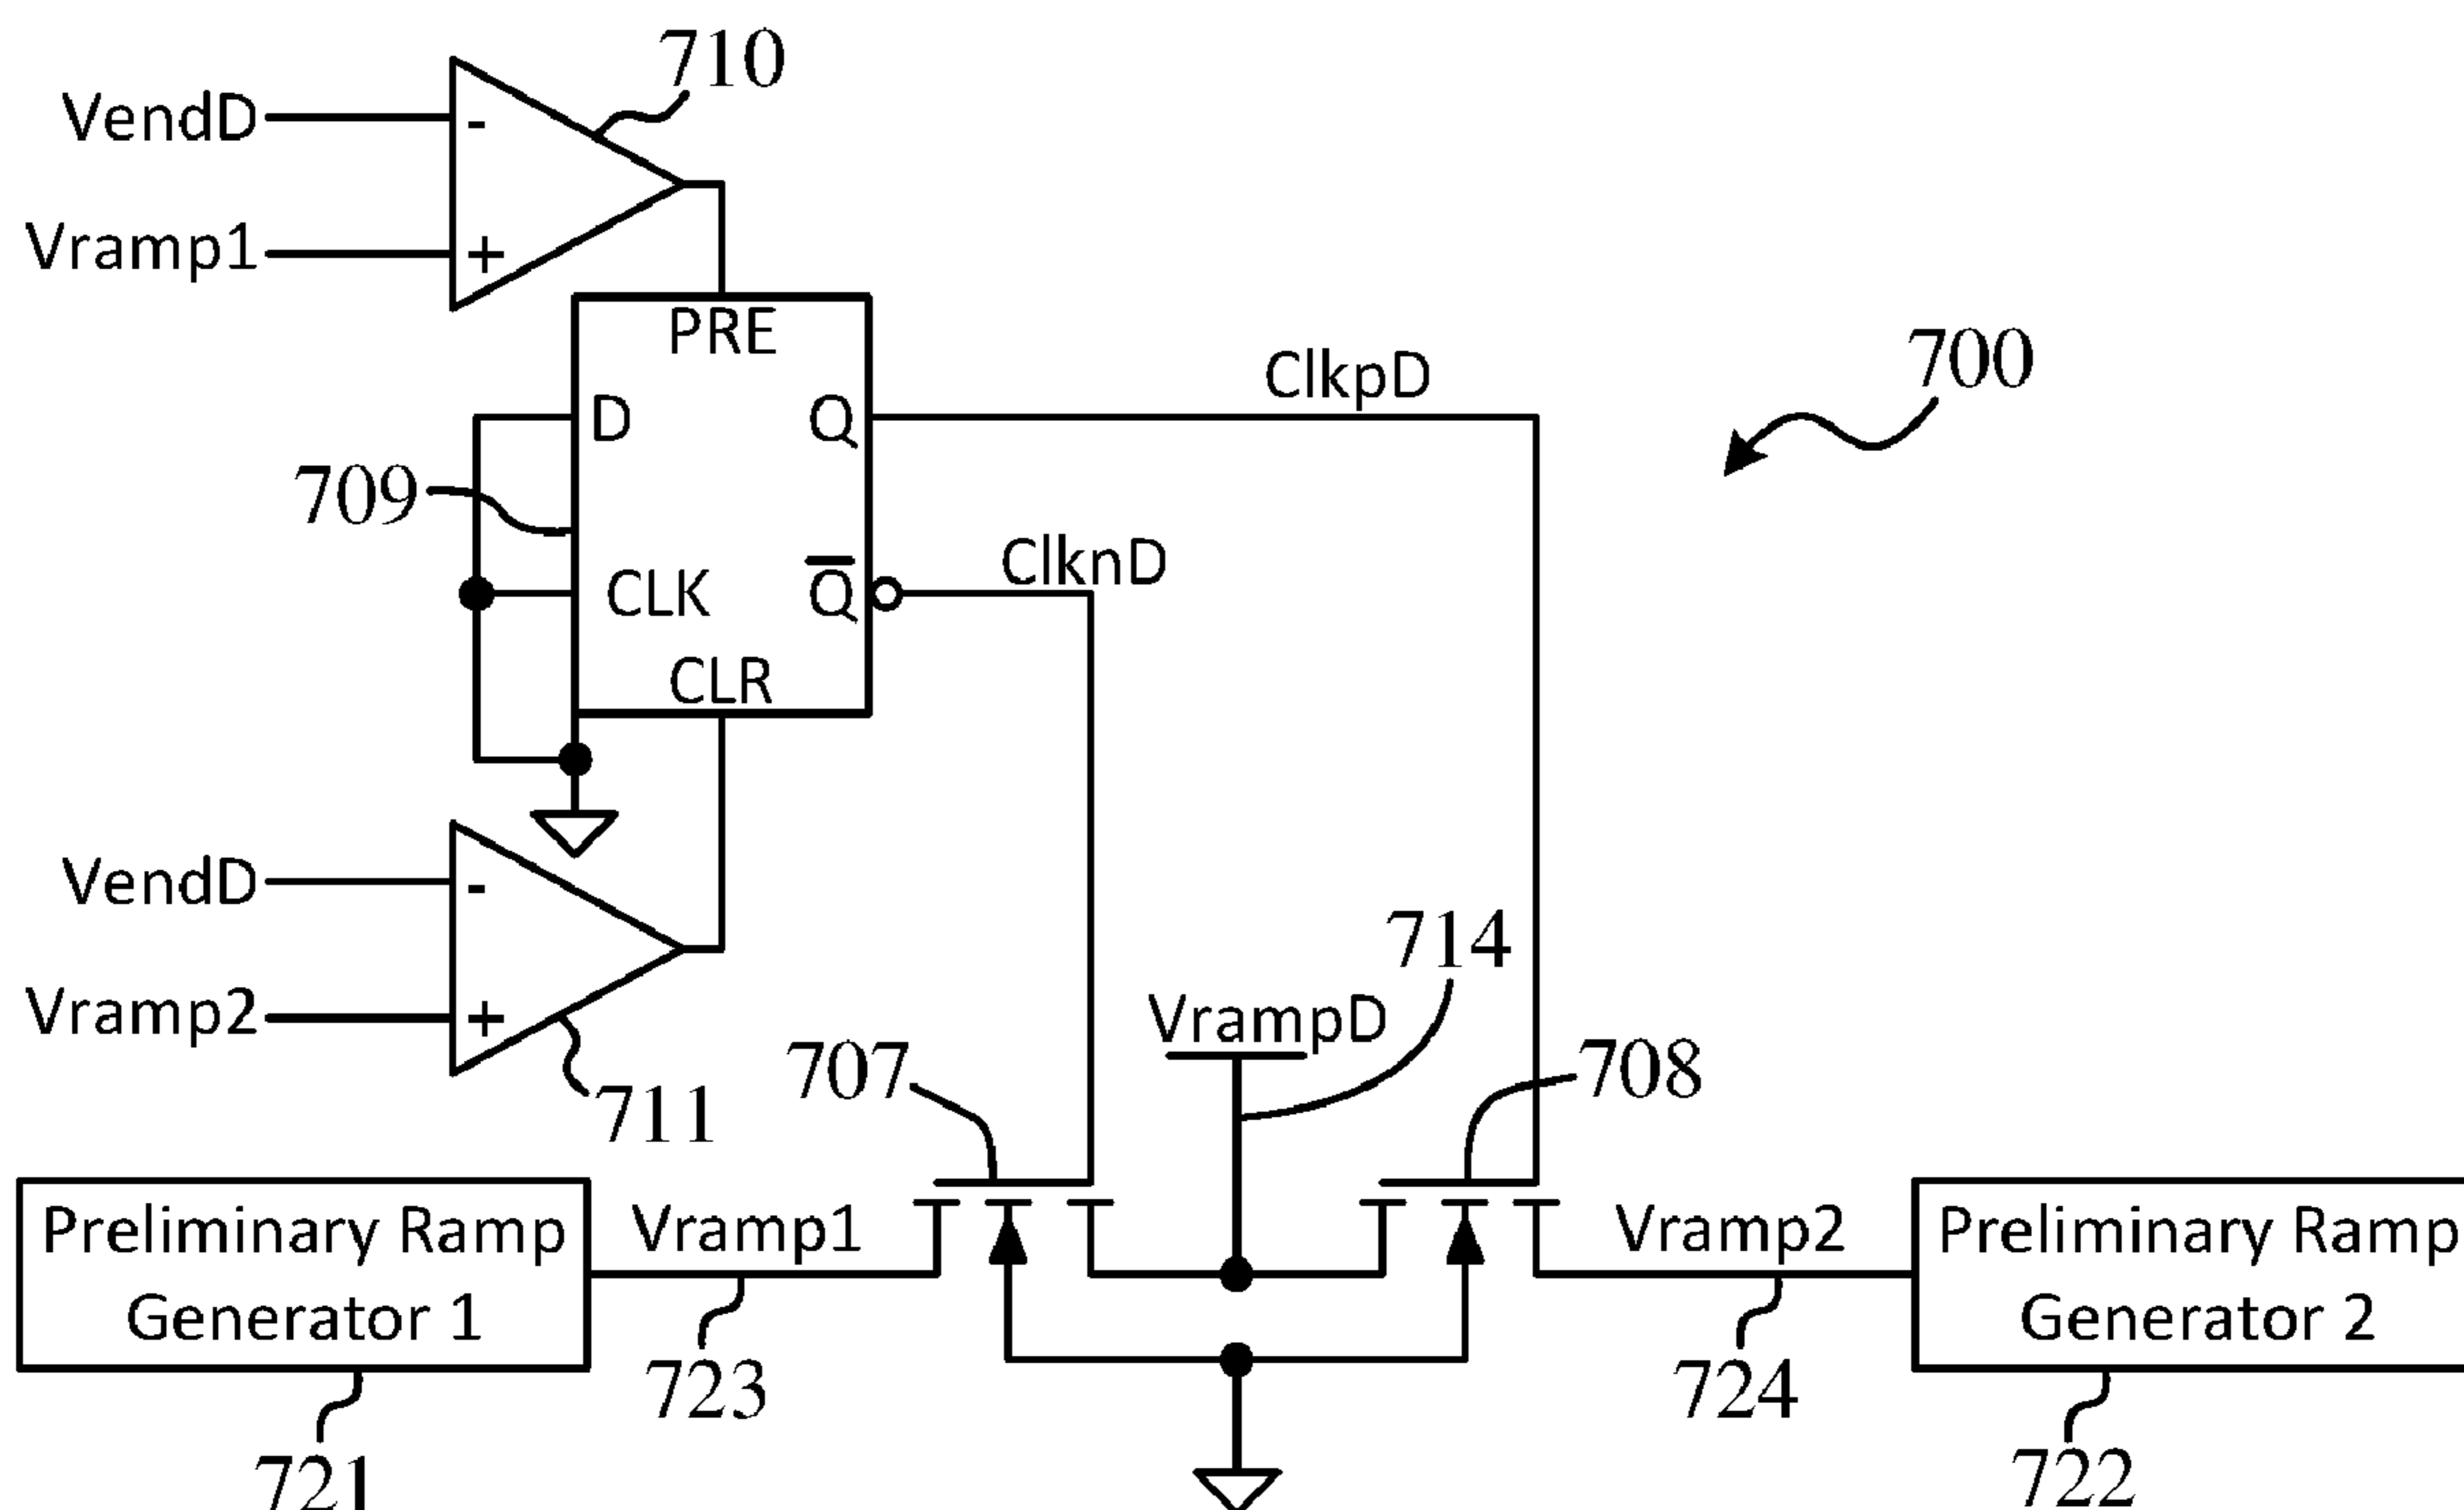 710
VendD
-
Vramp1
+
PRE
D
Q
ClkpD
700
709
CLK
Q
ClknD
CLR
VendD
-
714
Vramp2
+
VrampD
707
708
711
Preliminary Ramp
Generator 1
Vramp1
Vramp2
Preliminary Ramp
Generator 2
723
724
721
722